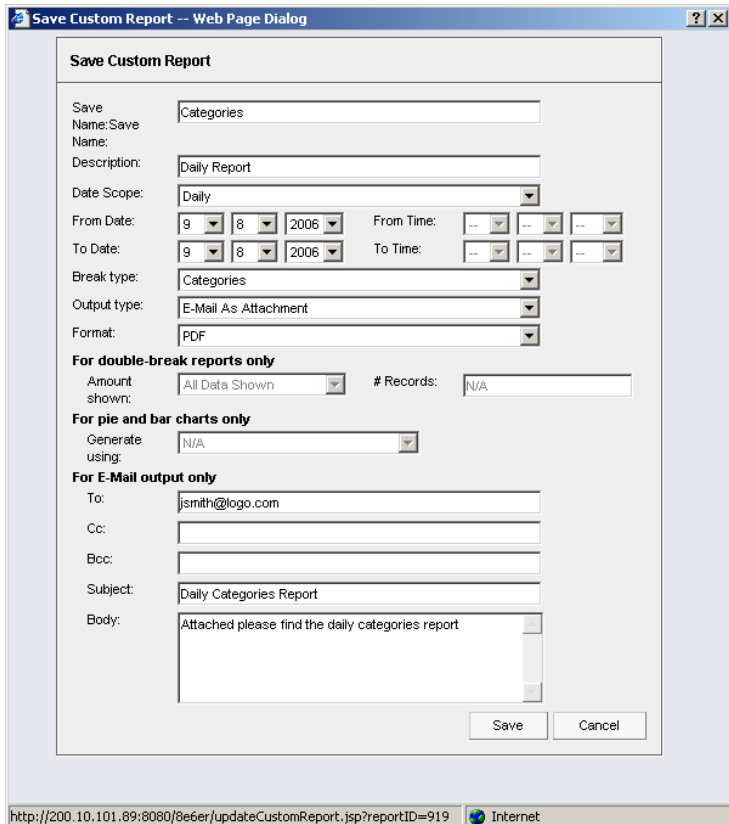 Save Custom Report -- Web Page Dialog
Save Custom Report
Save
Name:Save
Name:
Categories
Description:
Daily Report
Date Scope:
Daily
From Date:
9 8 2006
From Time:
-- -- --
To Date:
9 8 2006
To Time:
-- -- --
Break type:
Categories
Output type:
E-Mail As Attachment
Format:
PDF
For double-break reports only
Amount
shown:
All Data Shown
# Records:
N/A
For pie and bar charts only
Generate
using:
N/A
For E-Mail output only
To:
jsmith@logo.com
Cc:
Bcc:
Subject:
Daily Categories Report
Body:
Attached please find the daily categories report
Save
Cancel
http://200.10.101.89:8080/8e6er/updateCustomReport.jsp?reportID=919
Internet